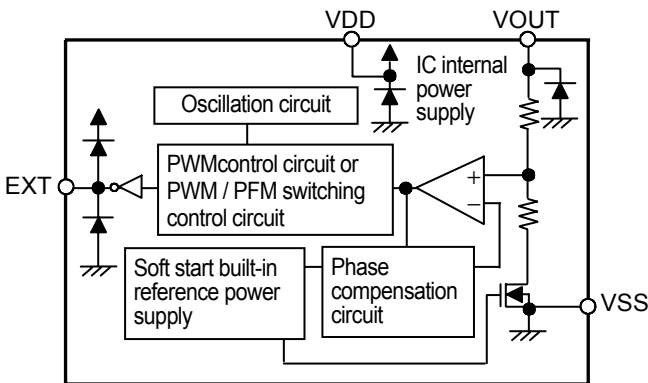 VDD
VOUT
IC internal
power
supply
Oscillation circuit
PWMcontrol circuit or
PWM / PFM switching
control circuit
EXT
+
−
Soft start built-in
reference power
supply
Phase
compensation
circuit
VSS